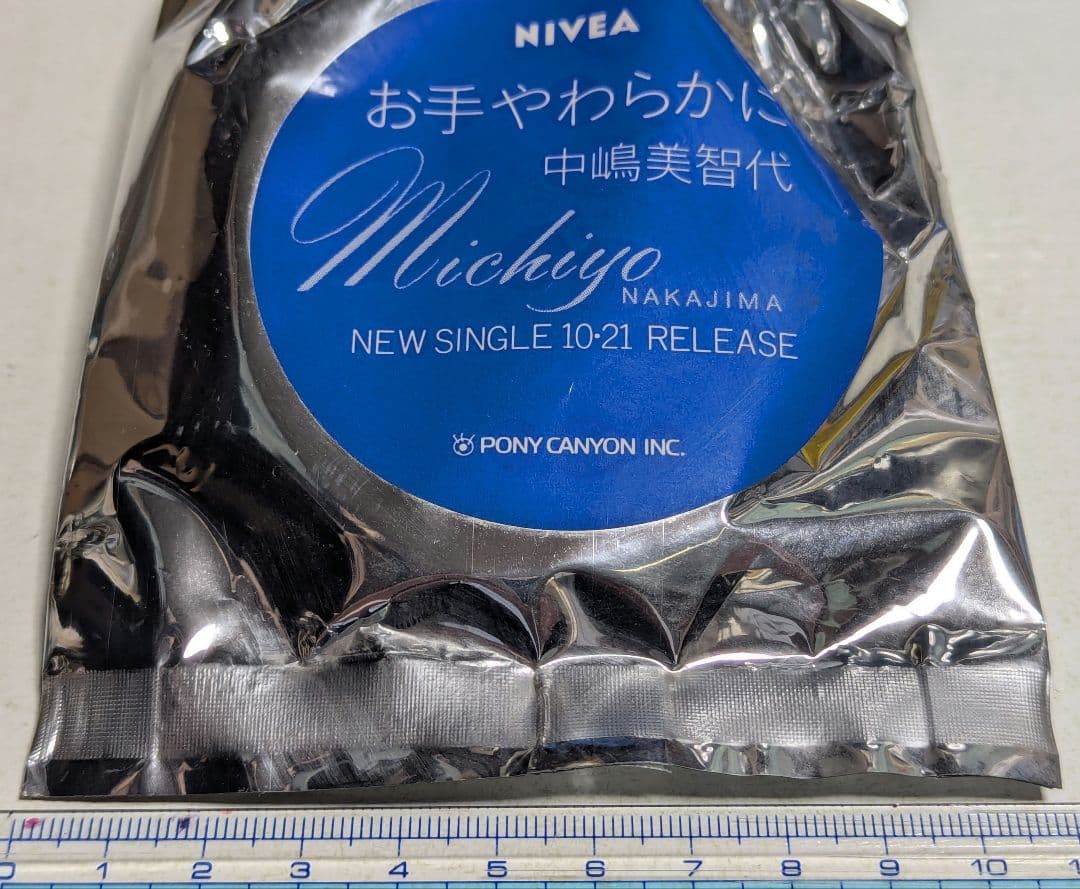 NIVEA
お手やわらかに
中嶋美智代
Michiyo
NAKAJIMA
NEW SINGLE 10·21 RELEASE
PONY CANYON INC.
0 1 2 3 4 5 6 7 8 9 10